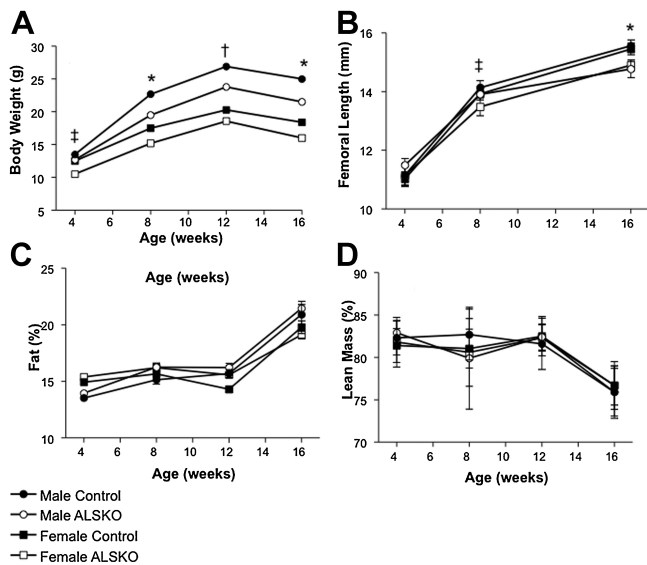 A
Body Weight (g)
30
25
20
15
10
5
‡
*
†
*
4 6 8 10 12 14 16
Age (weeks)
B
Femoral Length (mm)
16
14
12
10
‡
*
4 6 8 10 12 14 16
C
Age (weeks)
Fat (%)
25
20
15
10
4 6 8 10 12 14 16
Age (weeks)
D
Lean Mass (%)
90
85
80
75
70
4 6 8 10 12 14 16
Age (weeks)
Male Control
Male ALSKO
Female Control
Female ALSKO